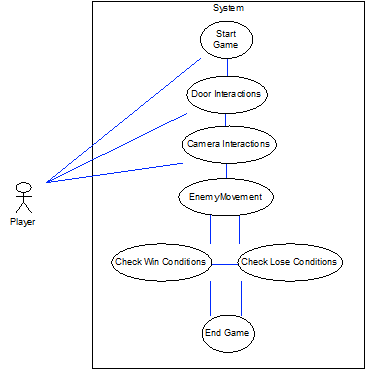 System
Start
Game
Door Interactions
Camera Interactions
EnemyMovement
Player
Check Win Conditions
Check Lose Conditions
End Game